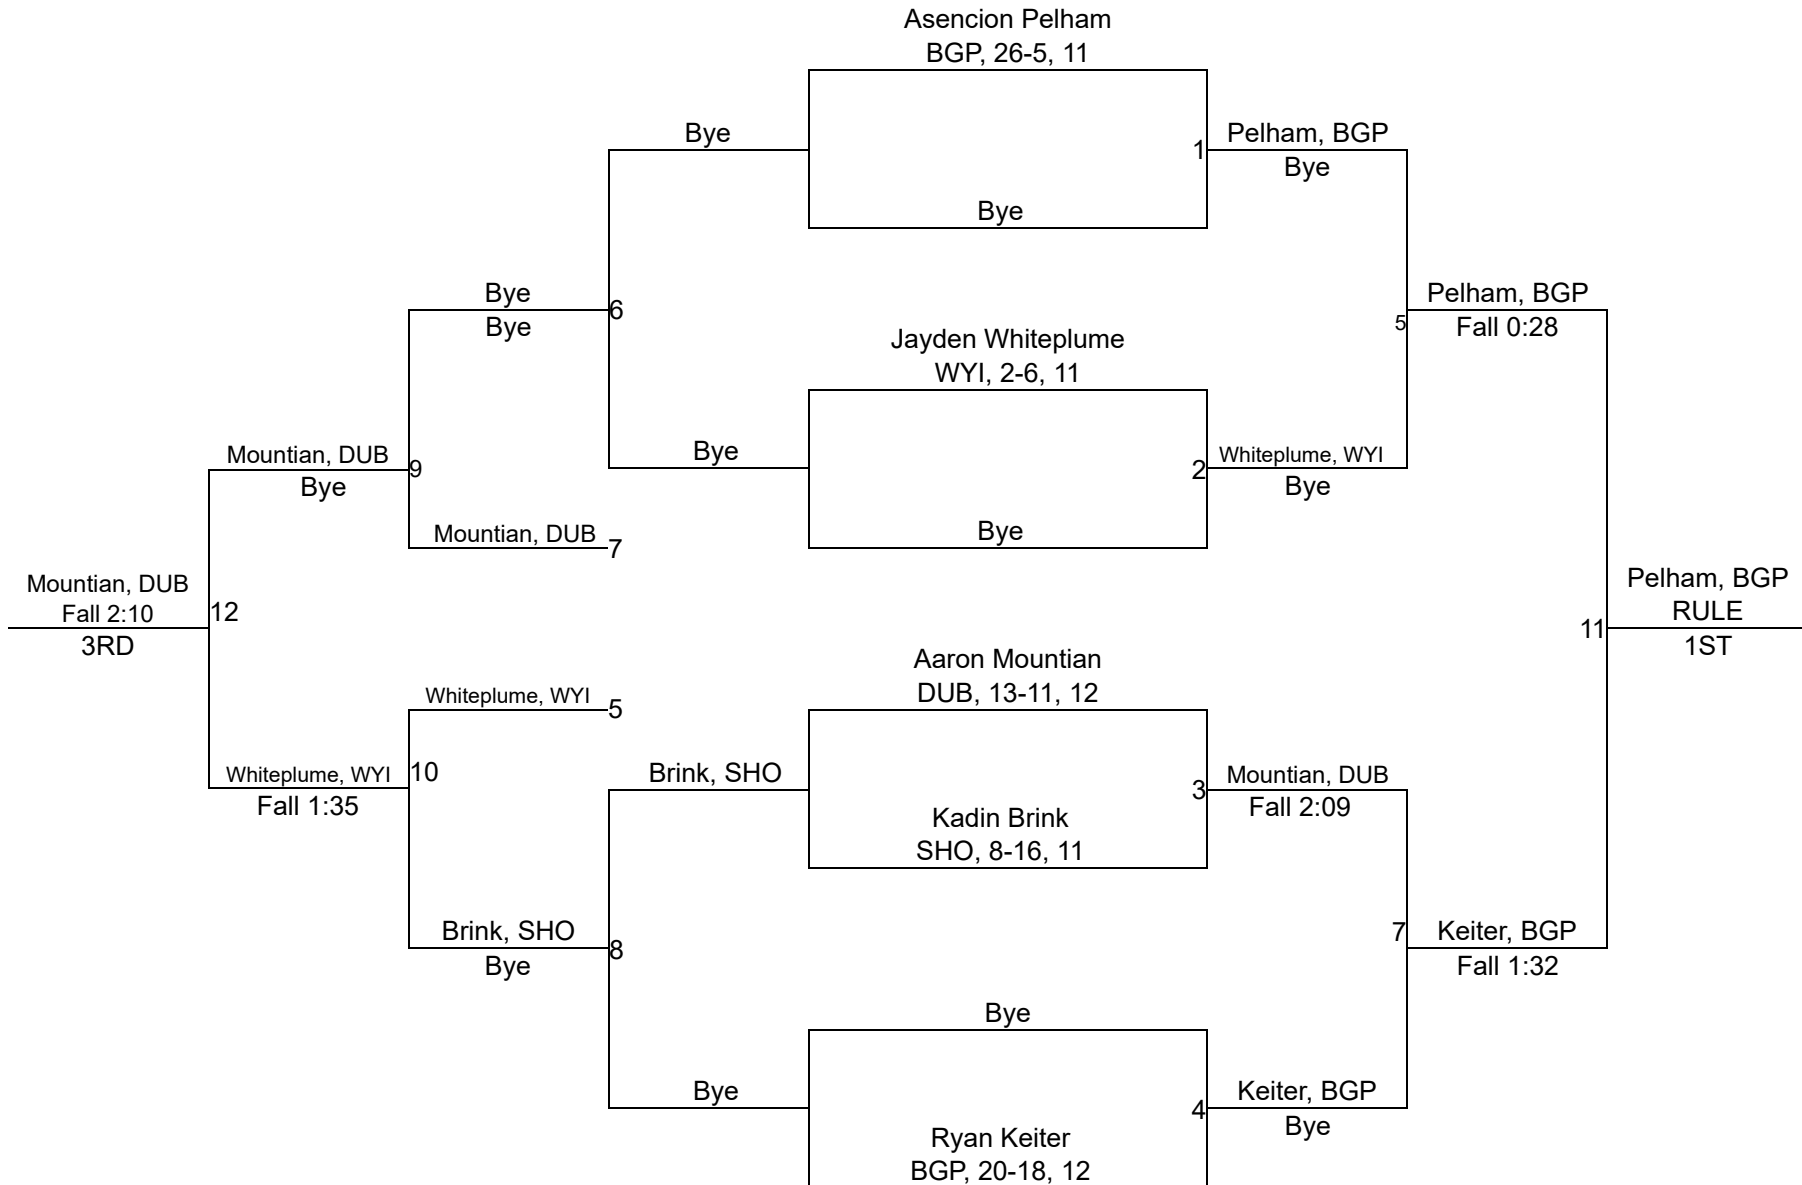 Asencion Pelham
BGP, 26-5, 11
Bye
1
Pelham, BGP
Bye
Bye
Bye
Bye
6
Pelham, BGP
5
Fall 0:28
Jayden Whiteplume
WYI, 2-6, 11
Mountian, DUB
9
Bye
Bye
2
Whiteplume, WYI
Bye
Mountian, DUB
7
Bye
Mountian, DUB
Fall 2:10
12
3RD
Pelham, BGP
RULE
11
1ST
Whiteplume, WYI
5
Aaron Mountian
DUB, 13-11, 12
Whiteplume, WYI
10
Fall 1:35
Brink, SHO
3
Mountian, DUB
Fall 2:09
Kadin Brink
SHO, 8-16, 11
Brink, SHO
8
Bye
7
Keiter, BGP
Fall 1:32
Bye
Bye
4
Keiter, BGP
Bye
Ryan Keiter
BGP, 20-18, 12